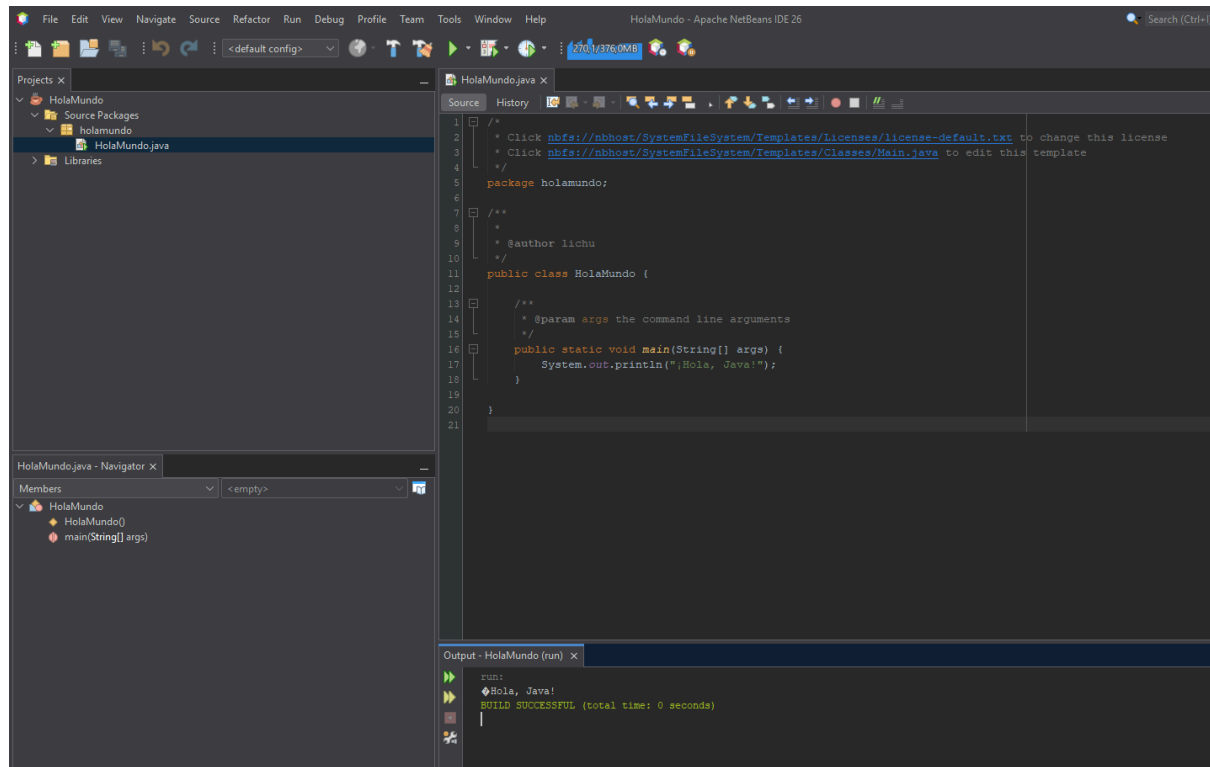 File Edit View Navigate Source Refactor Run Debug Profile Team Tools Window Help HolaMundo - Apache NetBeans IDE 26 Search (Ctrl+I
<default config> 270,1/376,0MB
Projects
HolaMundo
Source Packages
holamundo
HolaMundo.java
Libraries
HolaMundo.java - Navigator
Members <empty>
HolaMundo
HolaMundo()
main(String[] args)
HolaMundo.java
Source History
1 /*
2 * Click nbfs://nbhost/SystemFileSystem/Templates/Licenses/license-default.txt to change this license
3 * Click nbfs://nbhost/SystemFileSystem/Templates/Classes/Main.java to edit this template
4 */
5 package holamundo;
6
7 /**
8 *
9 * @author lichu
10 */
11 public class HolaMundo {
12
13 /**
14 * @param args the command line arguments
15 */
16 public static void main(String[] args) {
17 System.out.println("¡Hola, Java!");
18 }
19
20 }
21
Output - HolaMundo (run)
run:
�Hola, Java!
BUILD SUCCESSFUL (total time: 0 seconds)